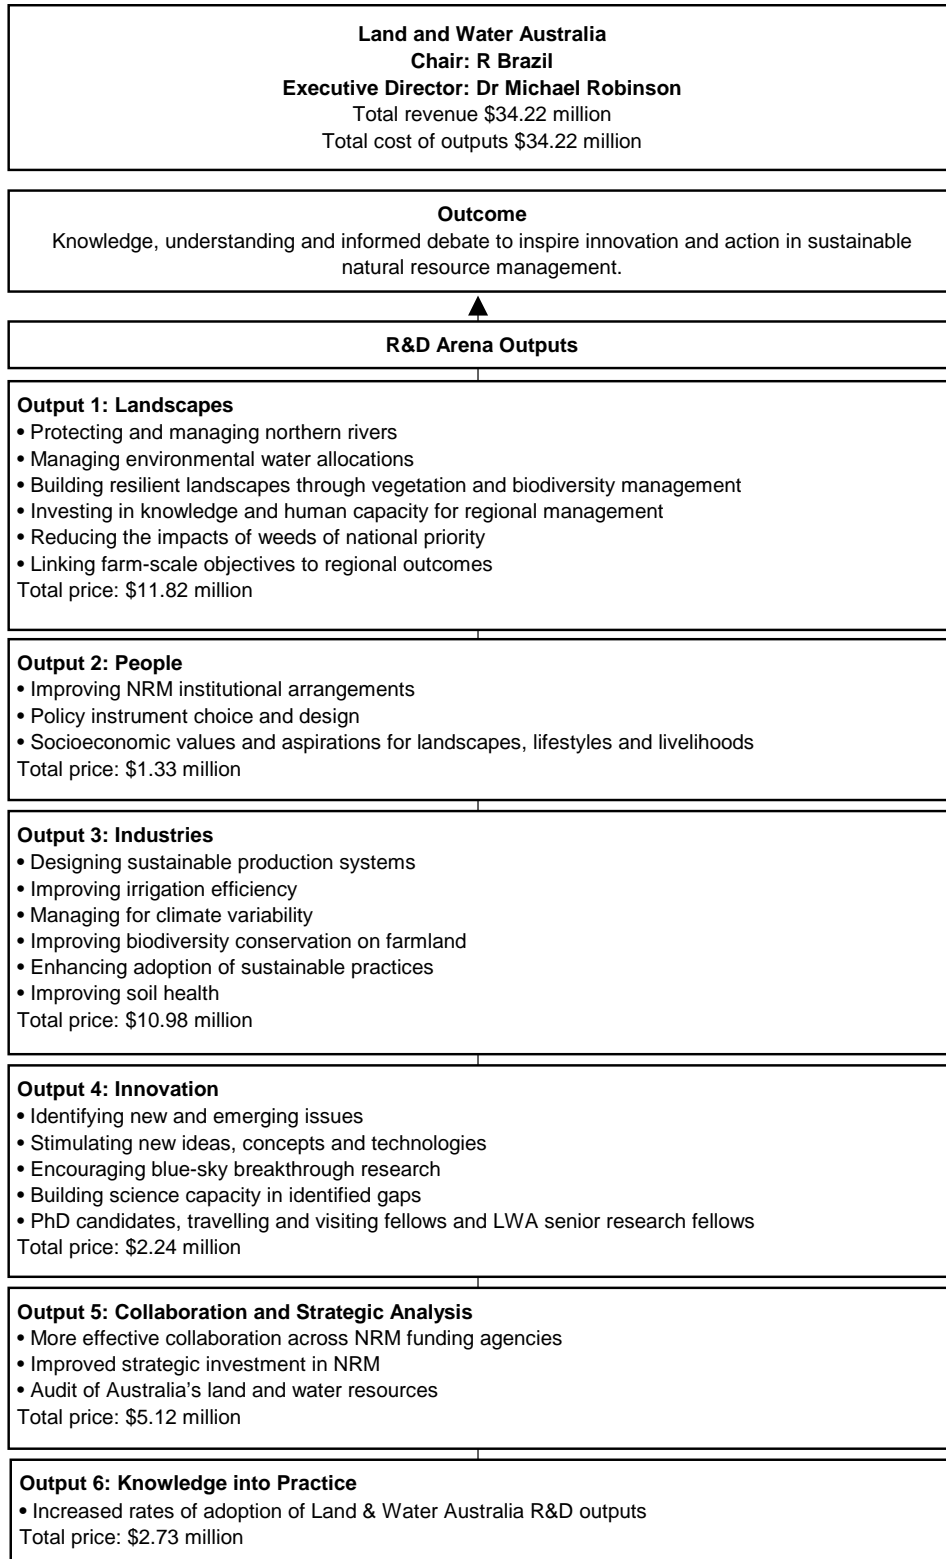 Land and Water Australia
Chair: R Brazil
Executive Director: Dr Michael Robinson
Total revenue $34.22 million
Total cost of outputs $34.22 million
Outcome
Knowledge, understanding and informed debate to inspire innovation and action in sustainable
natural resource management.
R&D Arena Outputs
Output 1: Landscapes
• Protecting and managing northern rivers
• Managing environmental water allocations
• Building resilient landscapes through vegetation and biodiversity management
• Investing in knowledge and human capacity for regional management
• Reducing the impacts of weeds of national priority
• Linking farm-scale objectives to regional outcomes
Total price: $11.82 million
Output 2: People
• Improving NRM institutional arrangements
• Policy instrument choice and design
• Socioeconomic values and aspirations for landscapes, lifestyles and livelihoods
Total price: $1.33 million
Output 3: Industries
• Designing sustainable production systems
• Improving irrigation efficiency
• Managing for climate variability
• Improving biodiversity conservation on farmland
• Enhancing adoption of sustainable practices
• Improving soil health
Total price: $10.98 million
Output 4: Innovation
• Identifying new and emerging issues
• Stimulating new ideas, concepts and technologies
• Encouraging blue-sky breakthrough research
• Building science capacity in identified gaps
• PhD candidates, travelling and visiting fellows and LWA senior research fellows
Total price: $2.24 million
Output 5: Collaboration and Strategic Analysis
• More effective collaboration across NRM funding agencies
• Improved strategic investment in NRM
• Audit of Australia's land and water resources
Total price: $5.12 million
Output 6: Knowledge into Practice
• Increased rates of adoption of Land & Water Australia R&D outputs
Total price: $2.73 million